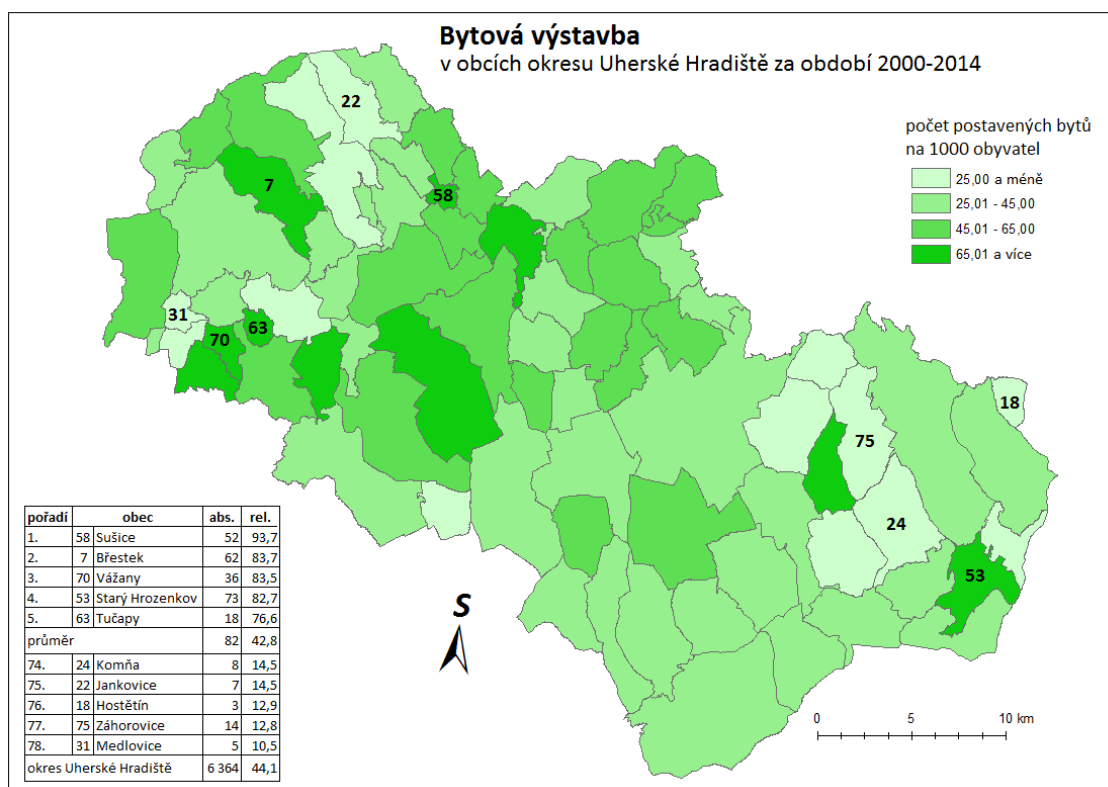 Bytová výstavba
v obcích okresu Uherské Hradiště za období 2000-2014
počet postavených bytů
na 1000 obyvatel
25,00 a méně
25,01 - 45,00
45,01 - 65,00
65,01 a více
22
7
58
31
63
70
18
75
24
53
pořadí obec abs. rel.
1. 58 Sušice 52 93,7
2. 7 Břestek 62 83,7
3. 70 Vážany 36 83,5
4. 53 Starý Hrozenkov 73 82,7
5. 63 Tučapy 18 76,6
průměr 82 42,8
74. 24 Komňa 8 14,5
75. 22 Jankovice 7 14,5
76. 18 Hostětín 3 12,9
77. 75 Záhorovice 14 12,8
78. 31 Medlovice 5 10,5
okres Uherské Hradiště 6 364 44,1
S
0 5 10 km